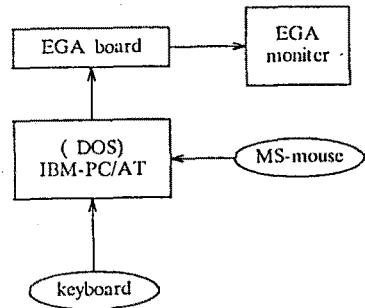 EGA board
EGA
moniter
( DOS)
IBM-PC/AT
MS-mouse
keyboard